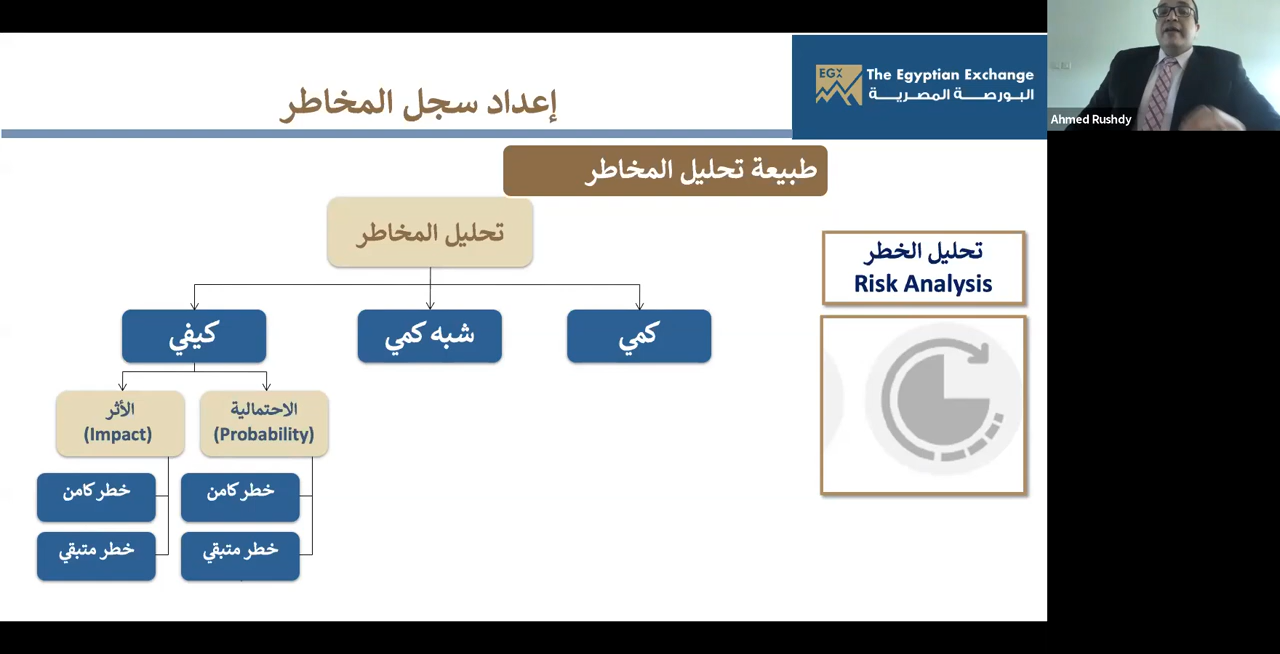 إعداد سجل المخاطر
EGX
The Egyptian Exchange
البورصة المصرية
Ahmed Rushdy
طبيعة تحليل المخاطر
تحليل الخطر
Risk Analysis
تحليل المخاطر
كمي
شبه كمي
كيفي
الاحتمالية
(Probability)
الأثر
(Impact)
خطر كامن
خطر كامن
خطر متبقي
خطر متبقي